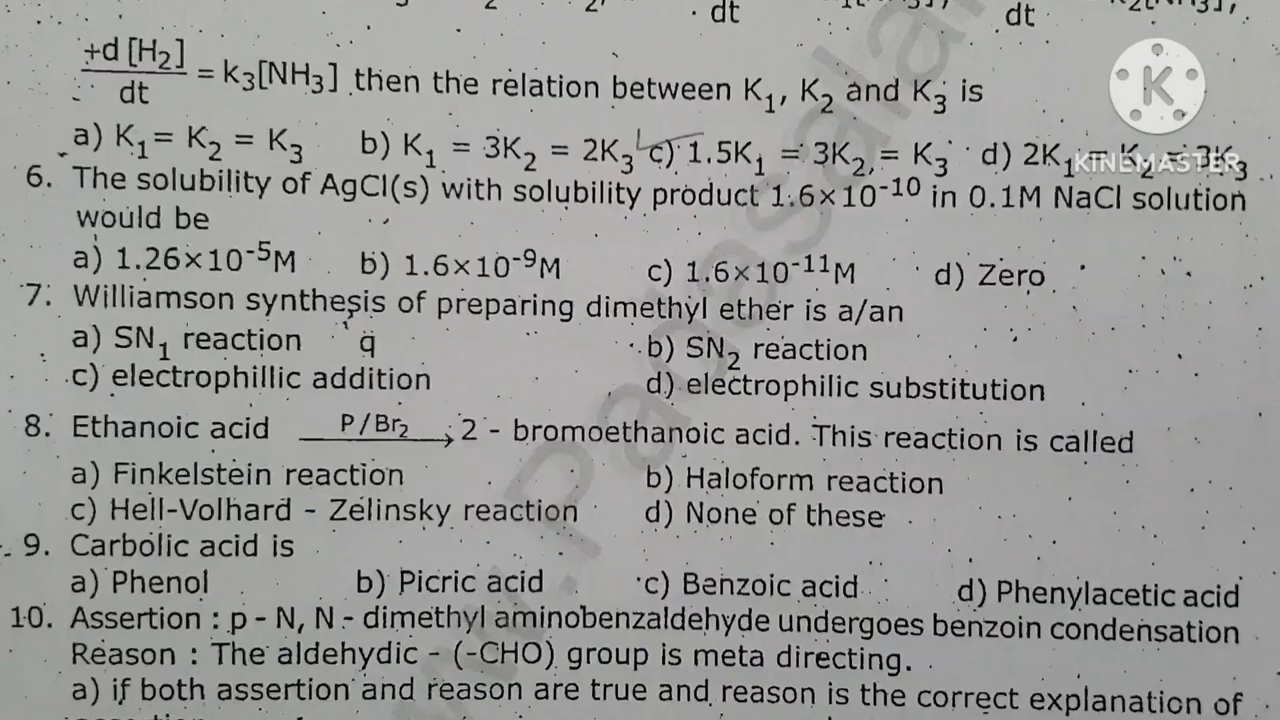 dt dt
+d [H₂]
dt = k₃[NH₃] then the relation between K₁, K₂ and K₃ is
a) K₁ = K₂ = K₃ b) K₁ = 3K₂ = 2K₃ c) 1.5K₁ = 3K₂, = K₃ d) 2K₁ = K₂ = 3K₃
K
KINEMASTER
6. The solubility of AgCl(s) with solubility product 1.6×10⁻¹⁰ in 0.1M NaCl solution
would be
a) 1.26×10⁻⁵M b) 1.6×10⁻⁹M c) 1.6×10⁻¹¹M d) Zero
7. Williamson synthesis of preparing dimethyl ether is a/an
a) SN₁ reaction q b) SN₂ reaction
c) electrophillic addition d) electrophilic substitution
8. Ethanoic acid P/Br₂ → 2 - bromoethanoic acid. This reaction is called
a) Finkelstein reaction b) Haloform reaction
c) Hell-Volhard - Zelinsky reaction d) None of these
9. Carbolic acid is
a) Phenol b) Picric acid c) Benzoic acid d) Phenylacetic acid
10. Assertion : p - N, N - dimethyl aminobenzaldehyde undergoes benzoin condensation
Reason : The aldehydic - (-CHO) group is meta directing.
a) if both assertion and reason are true and reason is the correct explanation of